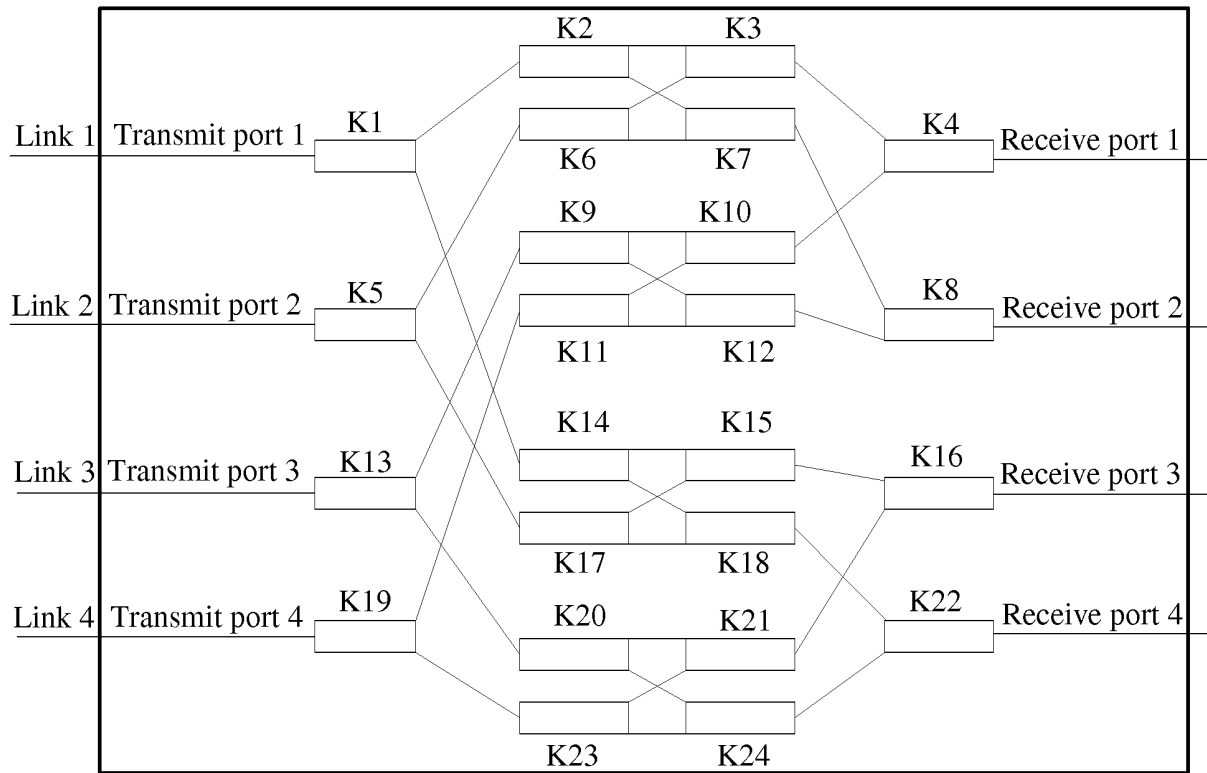 K2
K3
Link 1
Transmit port 1
K1
K4
Receive port 1
K6
K7
K9
K10
Link 2
Transmit port 2
K5
K8
Receive port 2
K11
K12
K14
K15
Link 3
Transmit port 3
K13
K16
Receive port 3
K17
K18
Link 4
Transmit port 4
K19
K20
K21
K22
Receive port 4
K23
K24